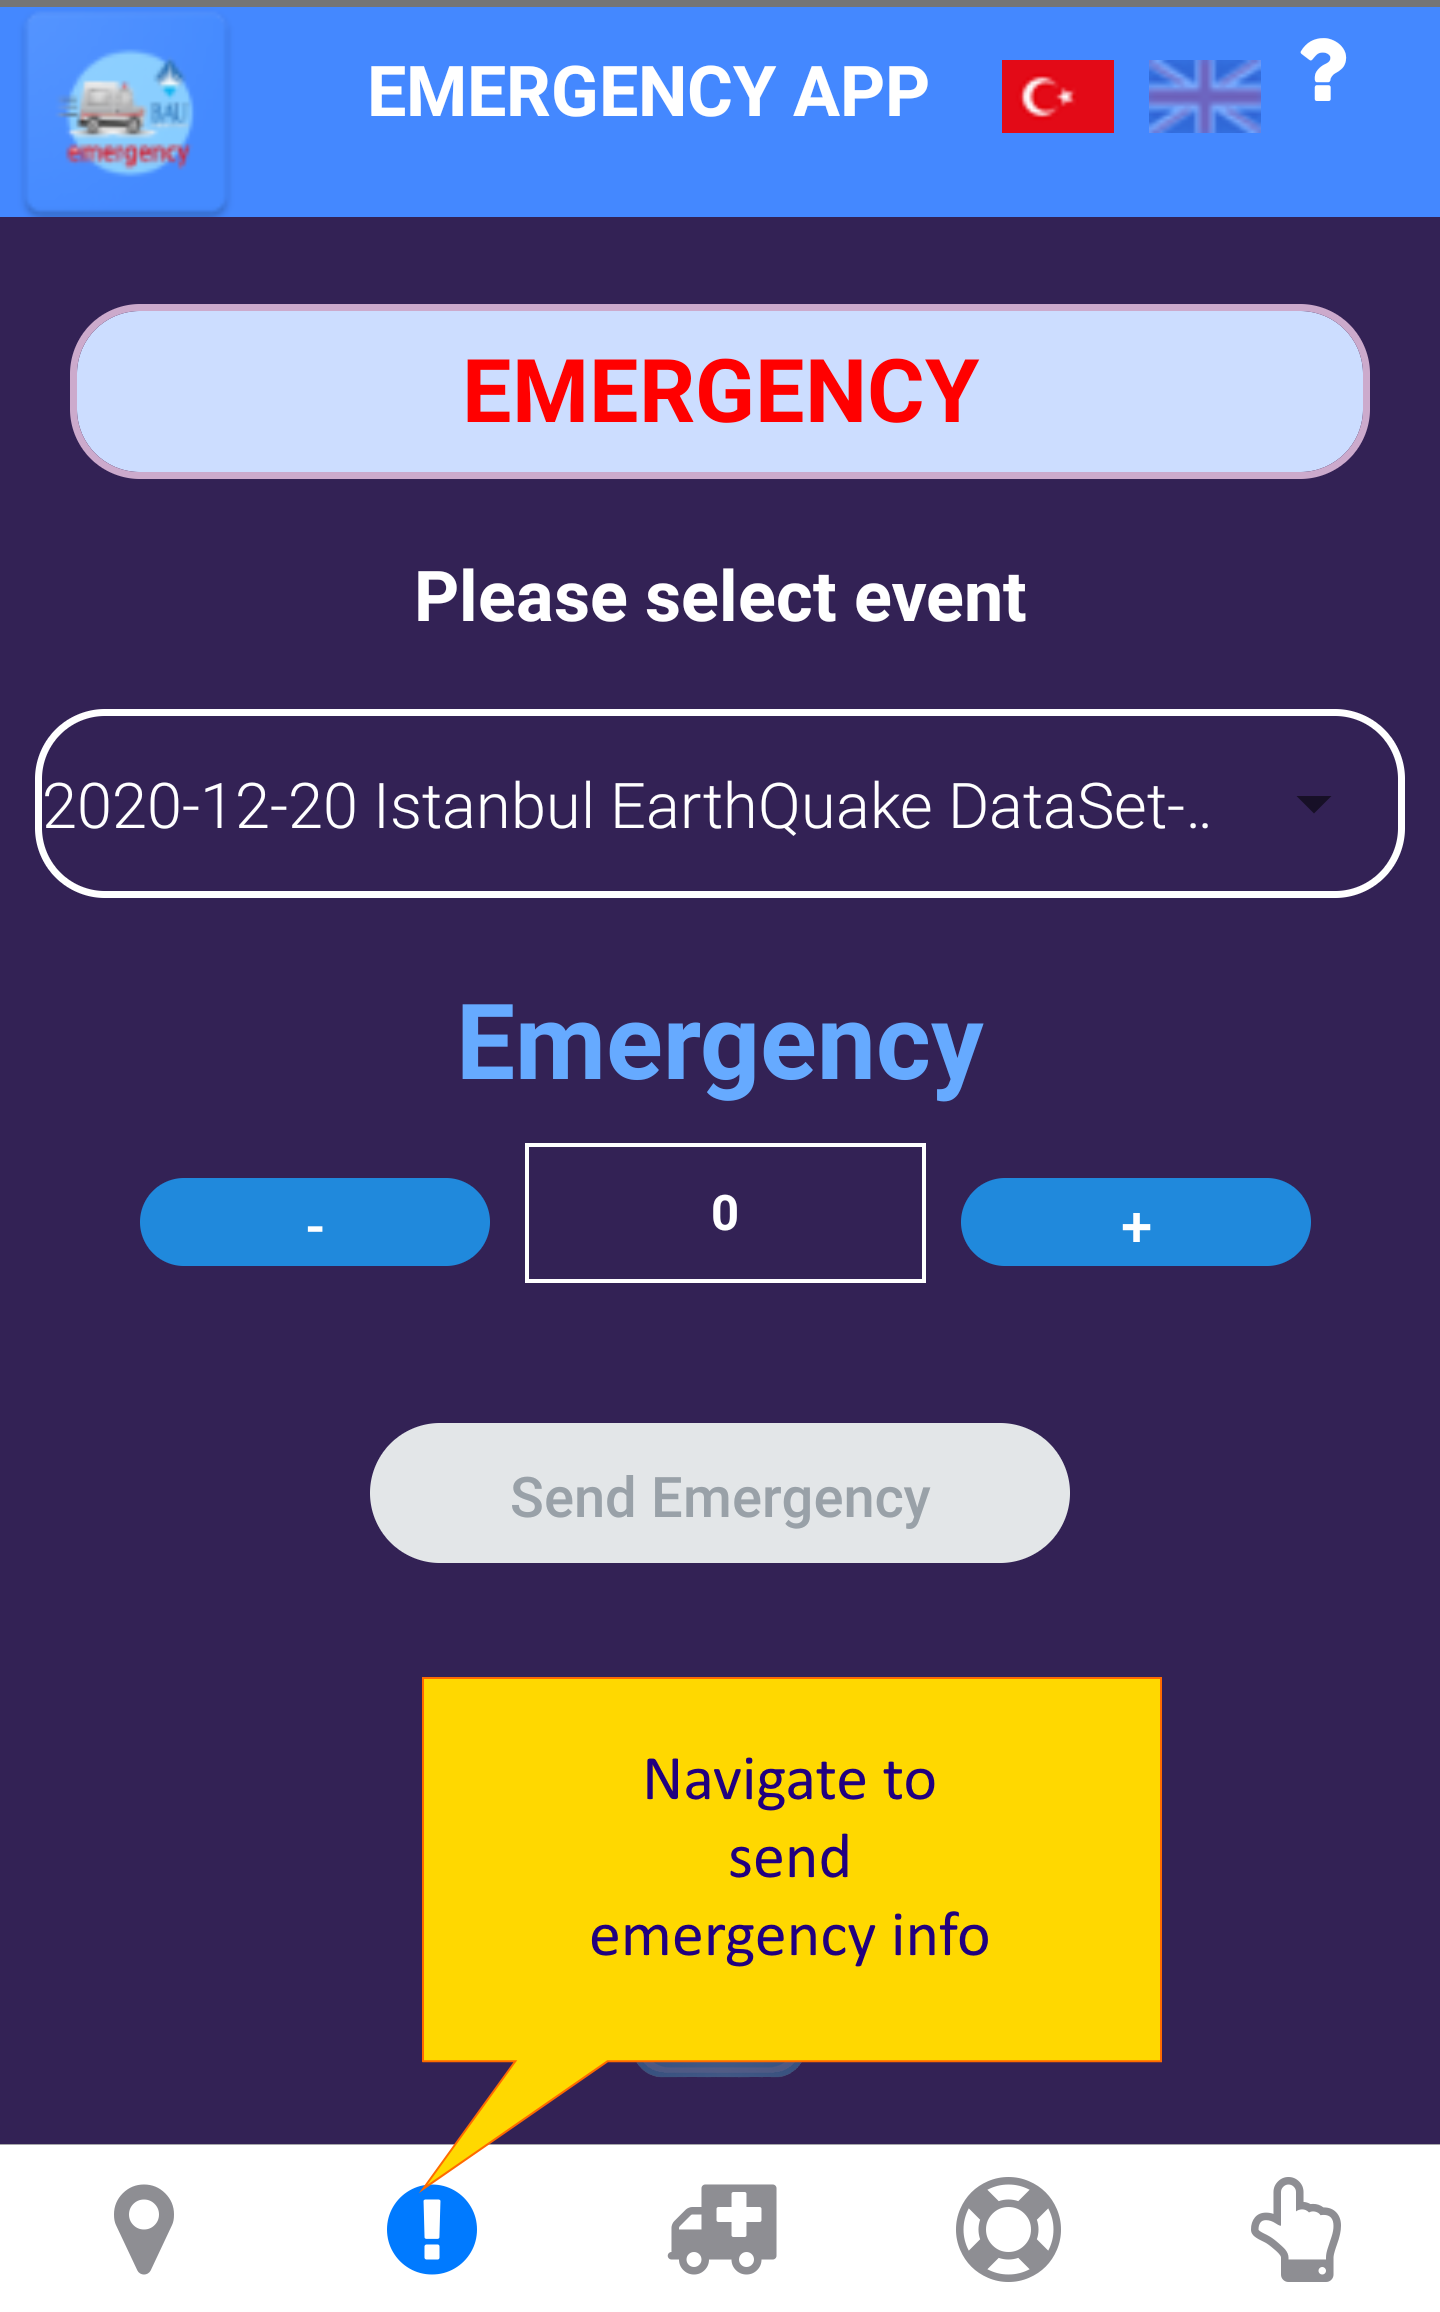 BAU
emergency
EMERGENCY APP
?
EMERGENCY
Please select event
2020-12-20 Istanbul EarthQuake DataSet-..
Emergency
-
0
+
Send Emergency
Navigate to
send
emergency info